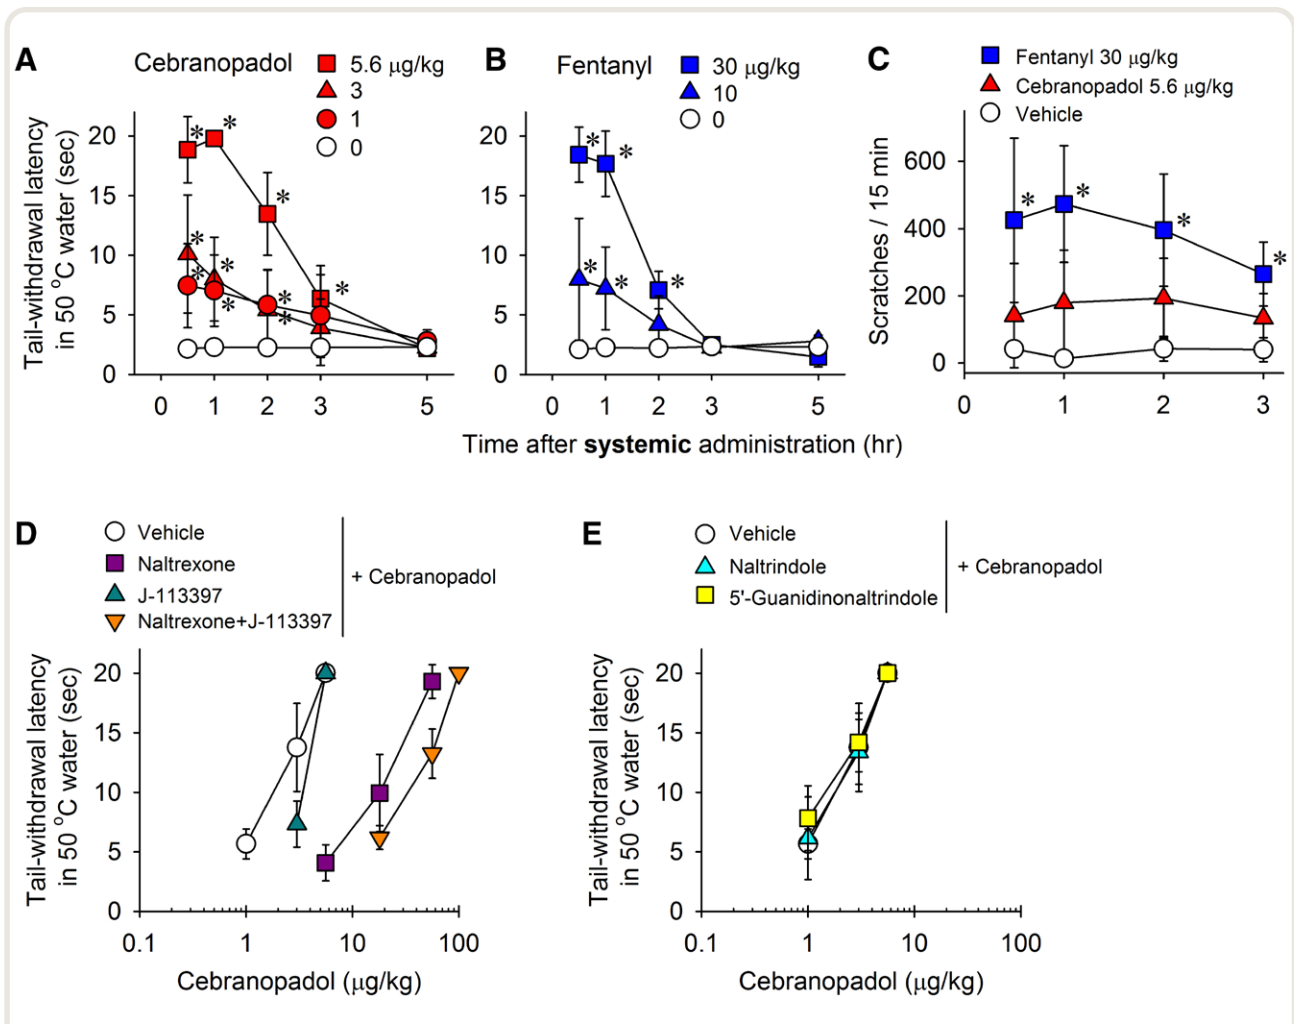 A
Cebranopadol
5.6 μg/kg
3
1
0
Tail-withdrawal latency
in 50 °C water (sec)
20
15
10
5
0
* * * * * * * * * *
0 1 2 3 5
B
Fentanyl
30 μg/kg
10
0
20
15
10
5
0
* * * * *
0 1 2 3 5
C
Fentanyl 30 μg/kg
Cebranopadol 5.6 μg/kg
Vehicle
Scratches / 15 min
600
400
200
0
* * * *
0 1 2 3
Time after systemic administration (hr)
D
Vehicle
Naltrexone
J-113397
Naltrexone+J-113397
+ Cebranopadol
Tail-withdrawal latency
in 50 °C water (sec)
20
15
10
5
0
0.1 1 10 100
Cebranopadol (μg/kg)
E
Vehicle
Naltrindole
5'-Guanidinonaltrindole
+ Cebranopadol
Tail-withdrawal latency
in 50 °C water (sec)
20
15
10
5
0
0.1 1 10 100
Cebranopadol (μg/kg)